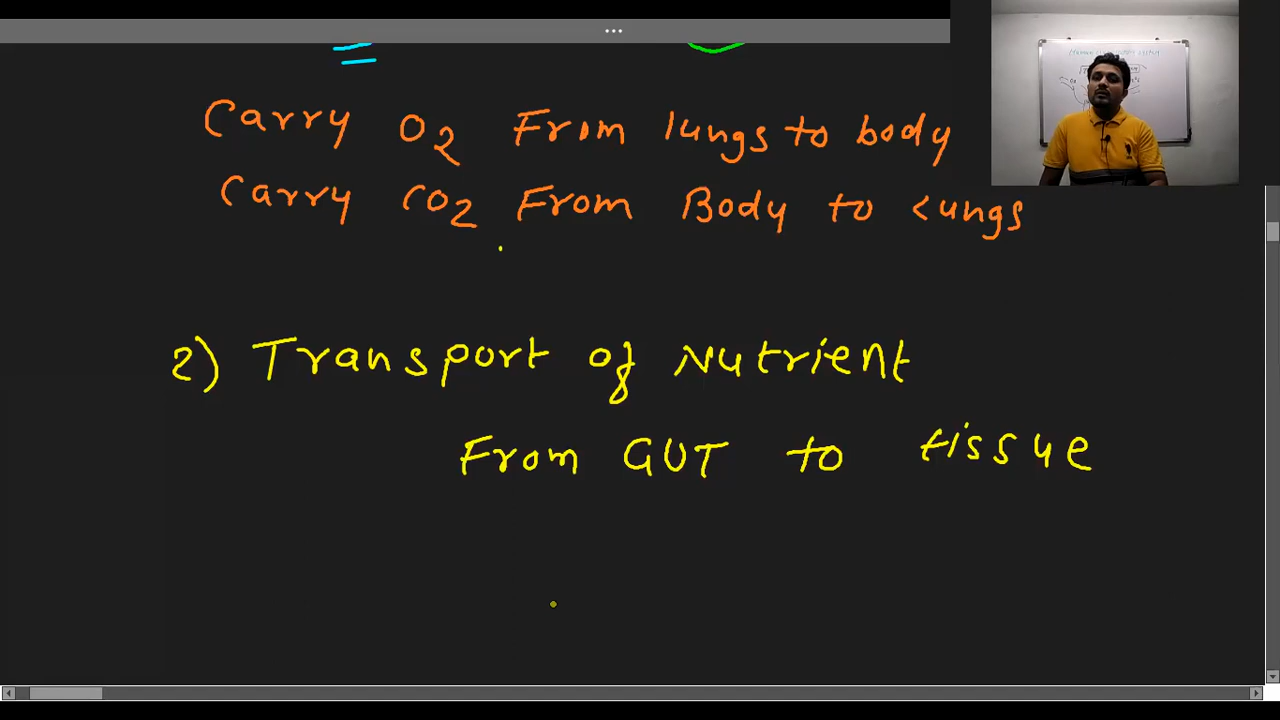 Carry O2 From lungs to body
Carry CO2 From Body to Lungs
2) Transport of Nutrient
From GUT to tissue